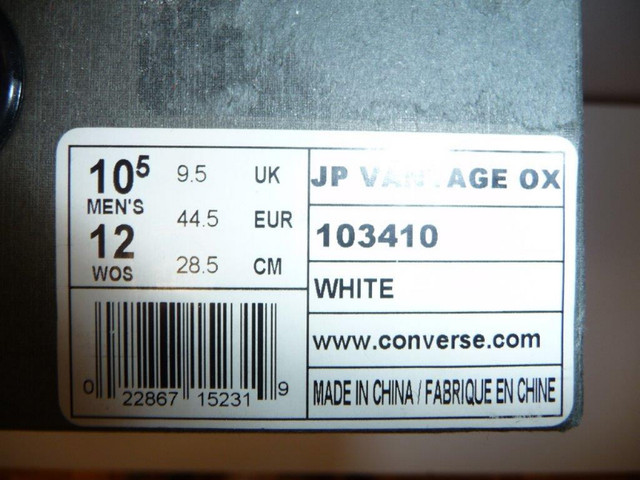 10⁵ 9.5 UK
MEN'S 44.5 EUR
12
WOS 28.5 CM
0 22867 15231 9
JP VANTAGE OX
103410
WHITE
www.converse.com
MADE IN CHINA / FABRIQUE EN CHINE